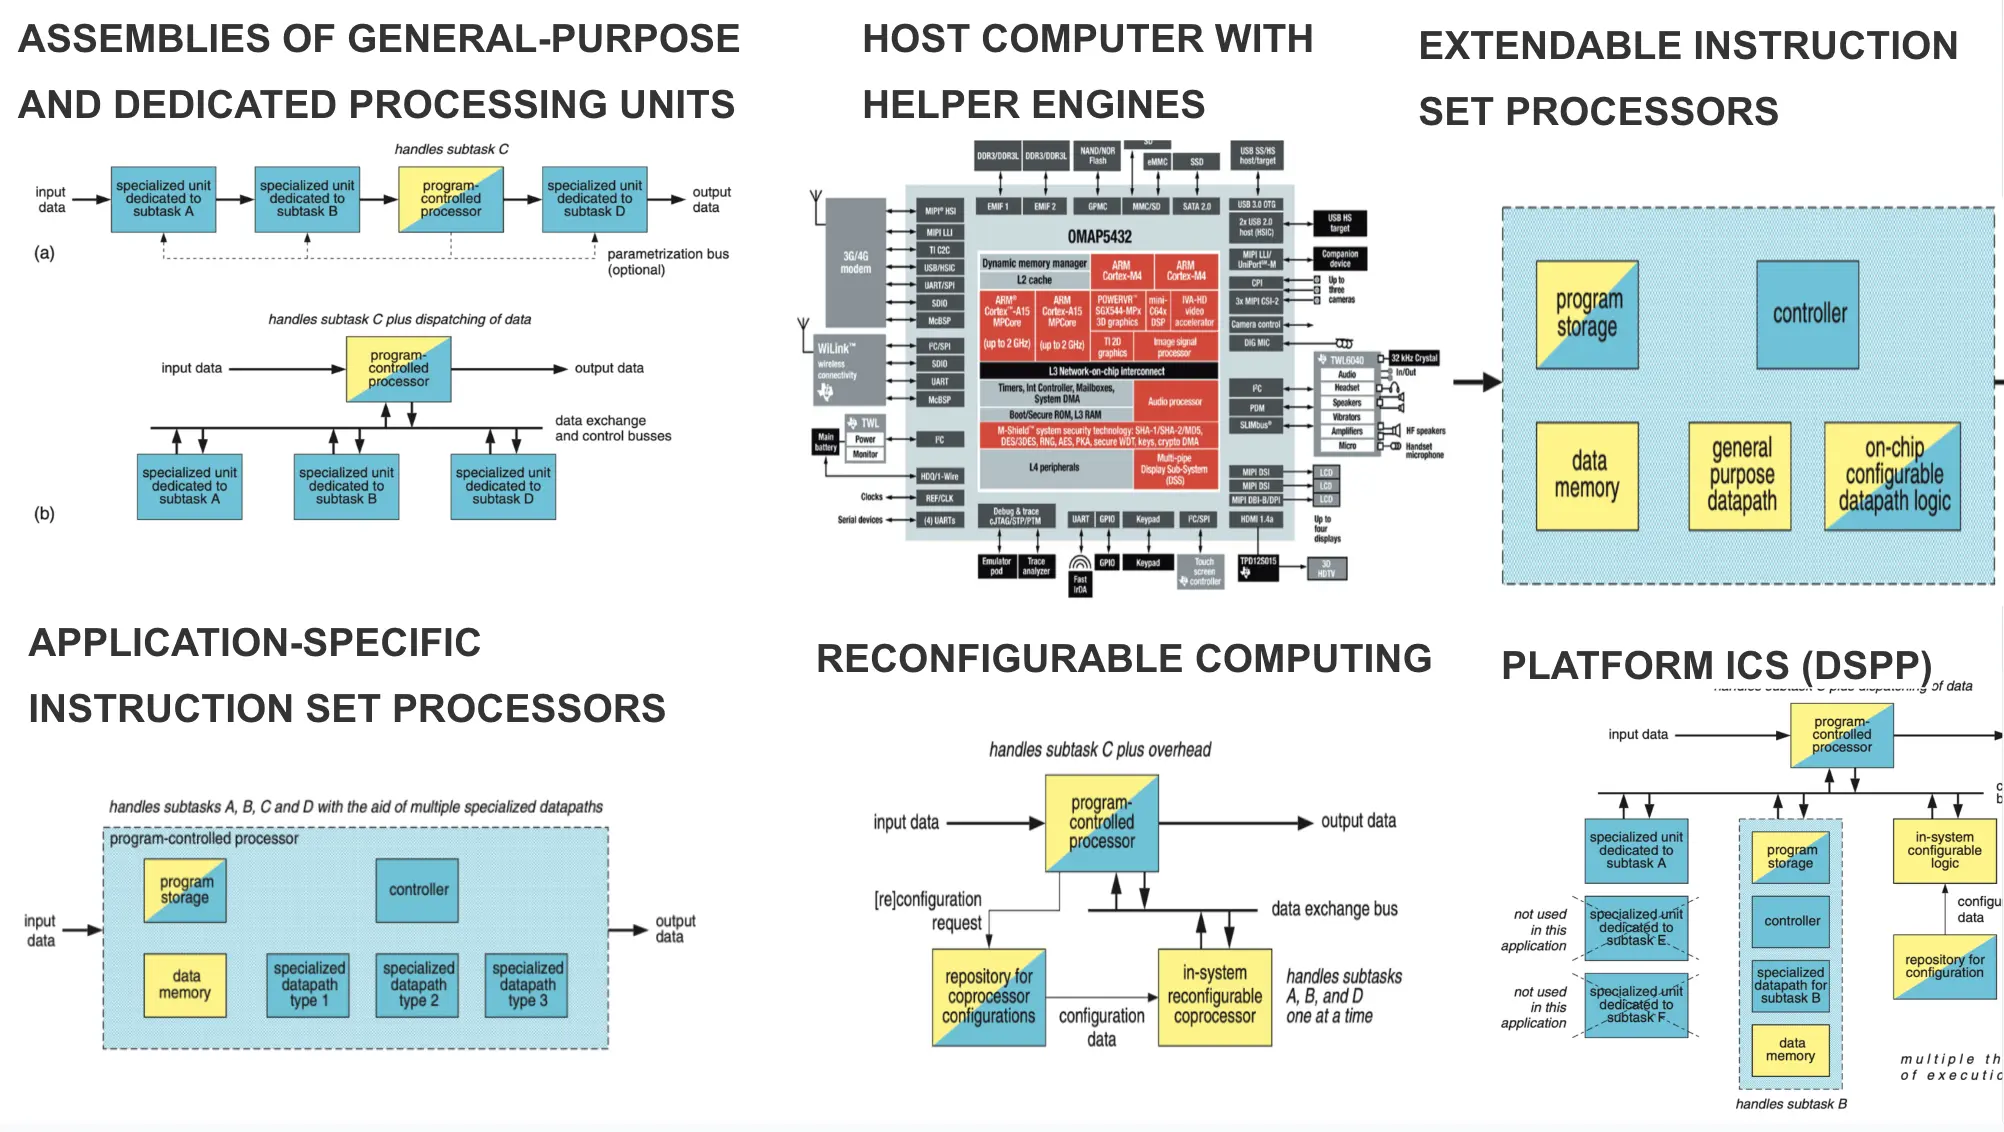 ASSEMBLIES OF GENERAL-PURPOSE
AND DEDICATED PROCESSING UNITS
handles subtask C
input
data
specialized unit
dedicated to
subtask A
specialized unit
dedicated to
subtask B
program-
controlled
processor
specialized unit
dedicated to
subtask D
output
data
(a)
parametrization bus
(optional)
handles subtask C plus dispatching of data
input data
program-
controlled
processor
output data
data exchange
and control busses
specialized unit
dedicated to
subtask A
specialized unit
dedicated to
subtask B
specialized unit
dedicated to
subtask D
(b)
HOST COMPUTER WITH
HELPER ENGINES
DDR3/DDR3L
DDR3/DDR3L
NAND/NOR
Flash
SD
eMMC
SSD
USB SS/HS
host/target
EMIF 1
EMIF 2
GPMC
MMC/SD
SATA 2.0
USB 3.0 OTG
2x USB 2.0
host (HSIC)
USB HS
target
MIPI LLI/
UniPort℠-M
Companion
device
CPI
3x MIPI CSI-2
Up to
three
cameras
Camera control
DIG MIC
3G/4G
modem
MIPI® HSI
MIPI LLI
TI C2C
USB/HSIC
UART/SPI
SDIO
McBSP
WiLink™
wireless
connectivity
I²C/SPI
SDIO
UART
McBSP
TWL
Power
Monitor
Main
battery
I²C
HDQ/1-Wire
Clocks
REF/CLK
Serial devices
(4) UARTs
OMAP5432
Dynamic memory manager
L2 cache
ARM
Cortex-M4
ARM
Cortex-M4
ARM®
Cortex™-A15
MPCore
(up to 2 GHz)
ARM
Cortex-A15
MPCore
(up to 2 GHz)
POWERVR™
SGX544-MPx
3D graphics
mini-
C64x
DSP
IVA-HD
video
accelerator
TI 2D
graphics
Image signal
processor
L3 Network-on-chip interconnect
Timers, Int Controller, Mailboxes,
System DMA
Boot/Secure ROM, L3 RAM
Audio processor
M-Shield™ system security technology: SHA-1/SHA-2/MD5,
DES/3DES, RNG, AES, PKA, secure WDT, keys, crypto DMA
L4 peripherals
Multi-pipe
Display Sub-System
(DSS)
I²C
PDM
SLIMbus®
TWL6040
Audio
Headset
Speakers
Vibrators
Amplifiers
Micro
32 kHz Crystal
In/Out
HF speakers
Handset
microphone
MIPI DSI
MIPI DSI
MIPI DBI-B/DPI
LCD
LCD
LCD
HDMI 1.4a
Up to
four
displays
Debug & trace
cJTAG/STP/PTM
UART
GPIO
Keypad
I²C/SPI
Emulator
pod
Trace
analyzer
Fast
IrDA
GPIO
Keypad
Touch
screen
controller
TPD12S015
3D
HDTV
EXTENDABLE INSTRUCTION
SET PROCESSORS
program
storage
controller
data
memory
general
purpose
datapath
on-chip
configurable
datapath logic
APPLICATION-SPECIFIC
INSTRUCTION SET PROCESSORS
handles subtasks A, B, C and D with the aid of multiple specialized datapaths
program-controlled processor
program
storage
controller
input
data
output
data
data
memory
specialized
datapath
type 1
specialized
datapath
type 2
specialized
datapath
type 3
RECONFIGURABLE COMPUTING
handles subtask C plus overhead
input data
program-
controlled
processor
output data
[re]configuration
request
data exchange bus
repository for
coprocessor
configurations
configuration
data
in-system
reconfigurable
coprocessor
handles subtasks
A, B, and D
one at a time
PLATFORM ICS (DSPP)
handles subtask C plus dispatching of data
input data
program-
controlled
processor
specialized unit
dedicated to
subtask A
program
storage
in-system
configurable
logic
not used
in this
application
specialized unit
dedicated to
subtask E
controller
configu
data
specialized
datapath for
subtask B
repository for
configuration
not used
in this
application
specialized unit
dedicated to
subtask F
data
memory
multiple th
of executio
handles subtask B